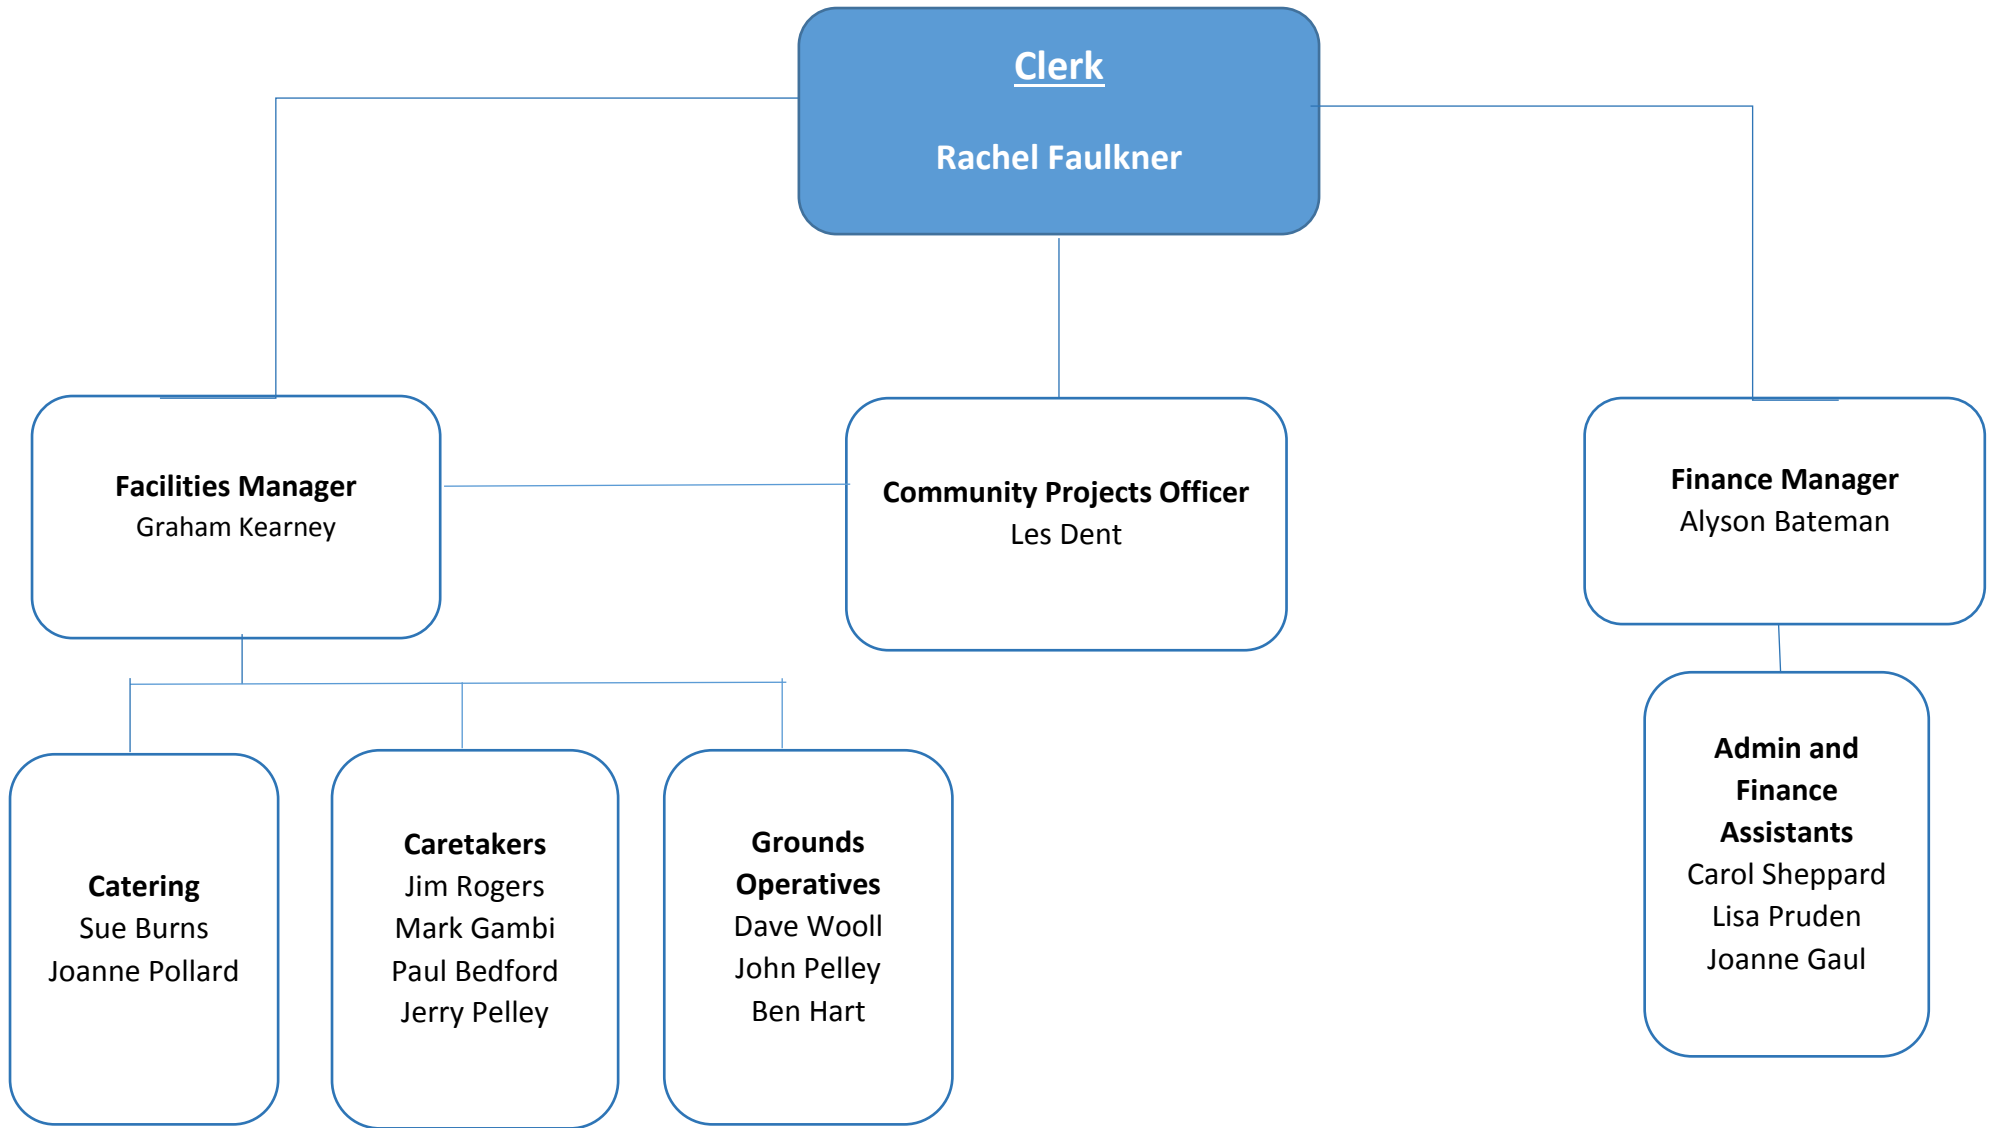 Clerk
Rachel Faulkner
Facilities Manager
Graham Kearney
Community Projects Officer
Les Dent
Finance Manager
Alyson Bateman
Catering
Sue Burns
Joanne Pollard
Caretakers
Jim Rogers
Mark Gambi
Paul Bedford
Jerry Pelley
Grounds
Operatives
Dave Wooll
John Pelley
Ben Hart
Admin and
Finance
Assistants
Carol Sheppard
Lisa Pruden
Joanne Gaul